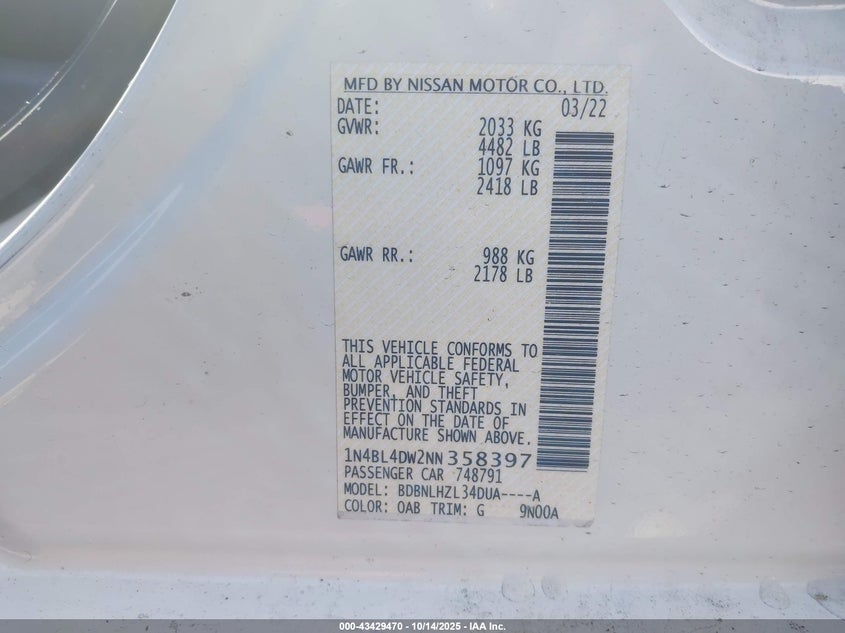 MFD BY NISSAN MOTOR CO., LTD.
DATE: 03/22
GVWR: 2033 KG
4482 LB
GAWR FR.: 1097 KG
2418 LB
GAWR RR.: 988 KG
2178 LB
THIS VEHICLE CONFORMS TO
ALL APPLICABLE FEDERAL
MOTOR VEHICLE SAFETY,
BUMPER, AND THEFT
PREVENTION STANDARDS IN
EFFECT ON THE DATE OF
MANUFACTURE SHOWN ABOVE.
1N4BL4DW2NN358397
PASSENGER CAR 748791
MODEL: BDBNLHZL34DUA----A
COLOR: OAB TRIM: G 9N00A
000-43429470 - 10/14/2025 - IAA Inc.